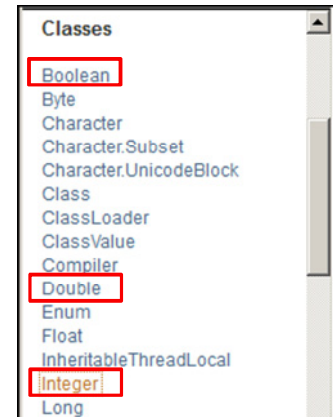 Classes
Boolean
Byte
Character
Character.Subset
Character.UnicodeBlock
Class
ClassLoader
ClassValue
Compiler
Double
Enum
Float
InheritableThreadLocal
Integer
Long